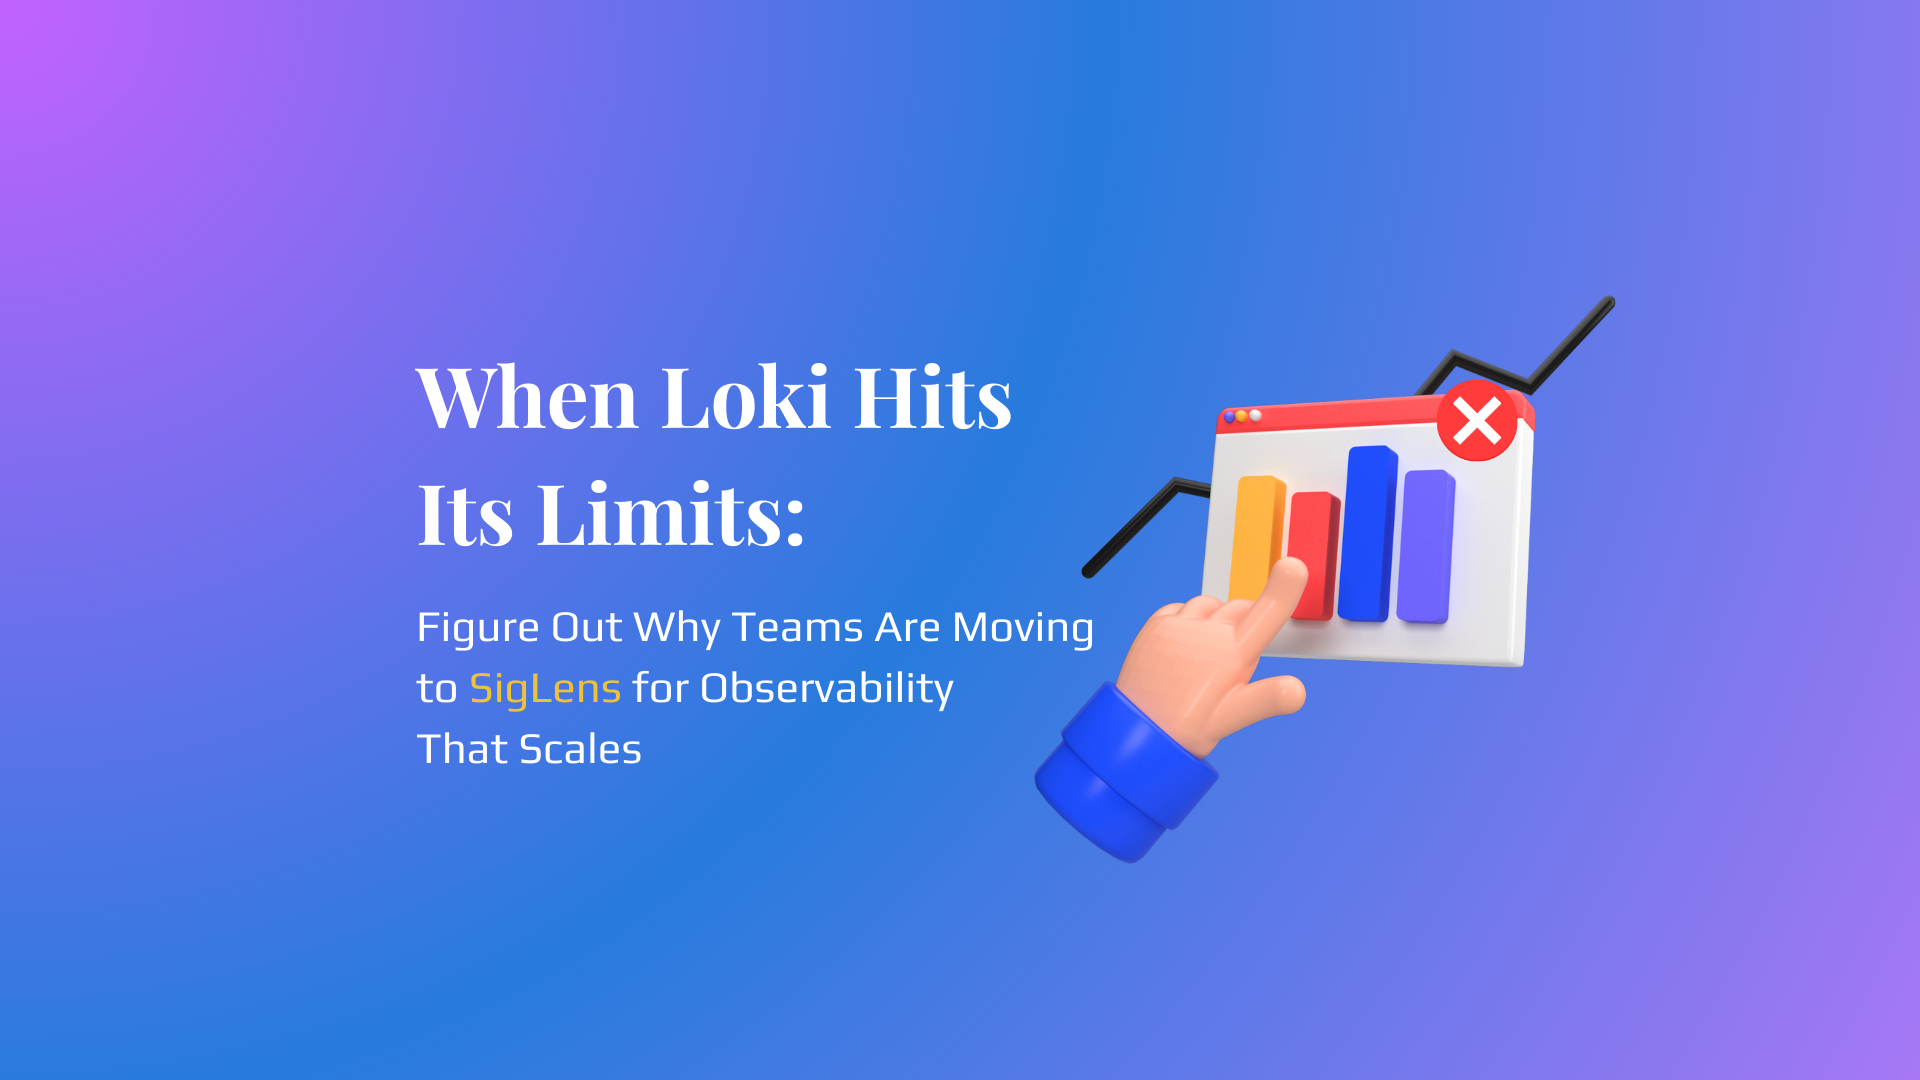 When Loki Hits
Its Limits:
Figure Out Why Teams Are Moving
to SigLens for Observability
That Scales